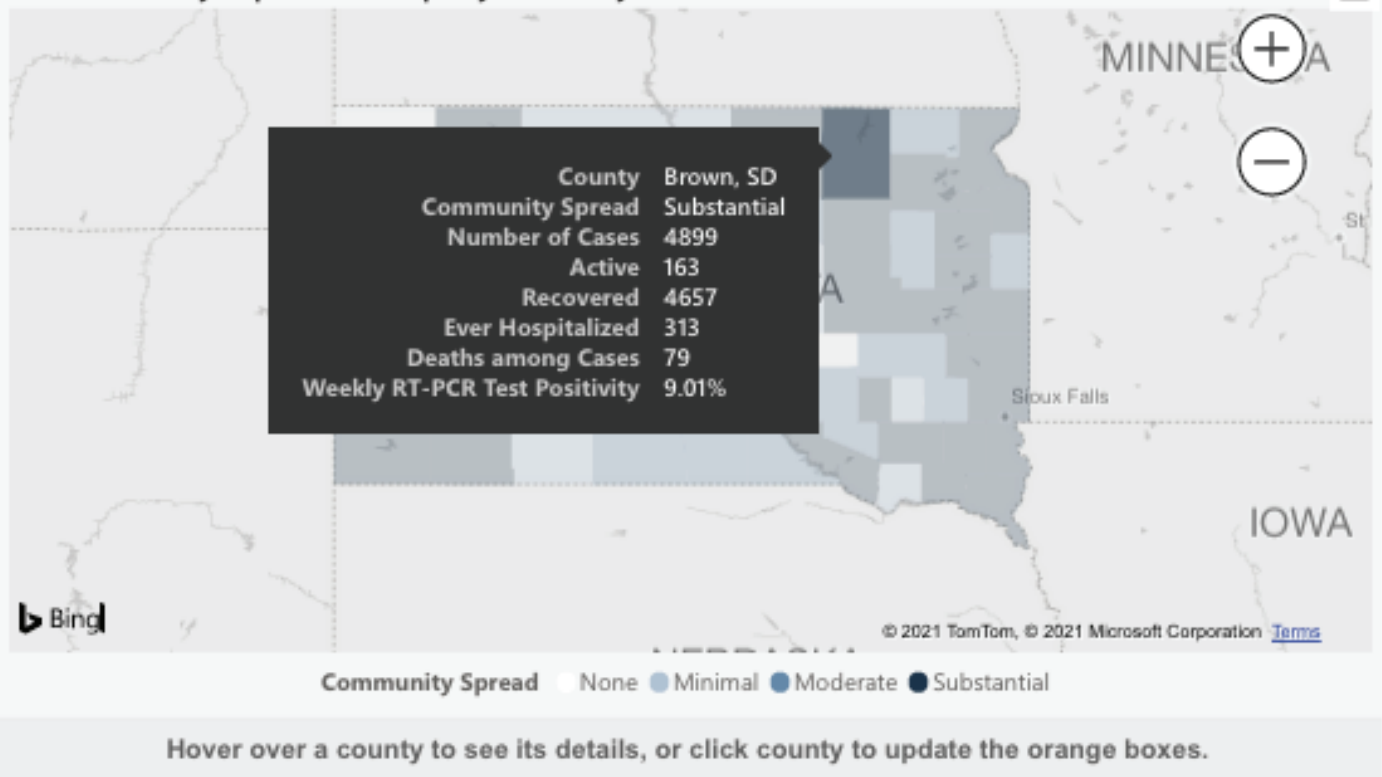 MINNES A
County Brown, SD
Community Spread Substantial
Number of Cases 4899
Active 163
Recovered 4657
Ever Hospitalized 313
Deaths among Cases 79
Weekly RT-PCR Test Positivity 9.01%
St
A
Sioux Falls
IOWA
Bing
© 2021 TomTom, © 2021 Microsoft Corporation Terms
Community Spread None Minimal Moderate Substantial
Hover over a county to see its details, or click county to update the orange boxes.